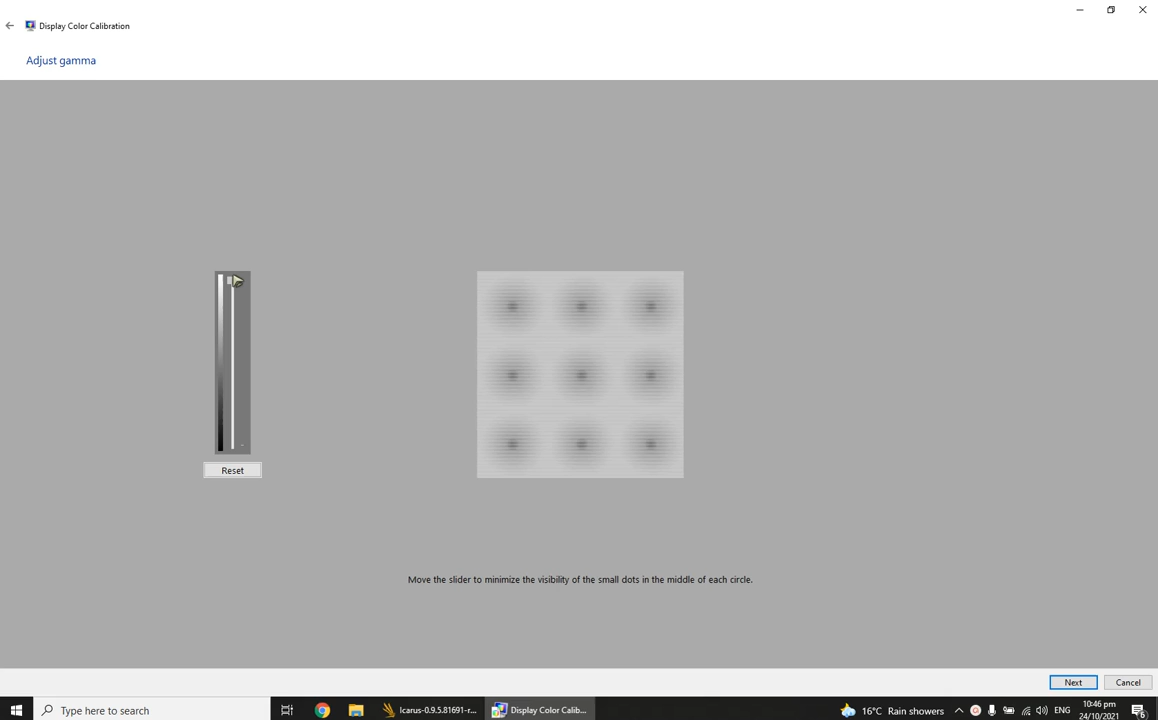 Display Color Calibration
Adjust gamma
Reset
Move the slider to minimize the visibility of the small dots in the middle of each circle.
Next
Cancel
Type here to search
Icarus-0.9.5.81691-r...
Display Color Calib...
16°C Rain showers
ENG
10:46 pm
24/10/2021
6